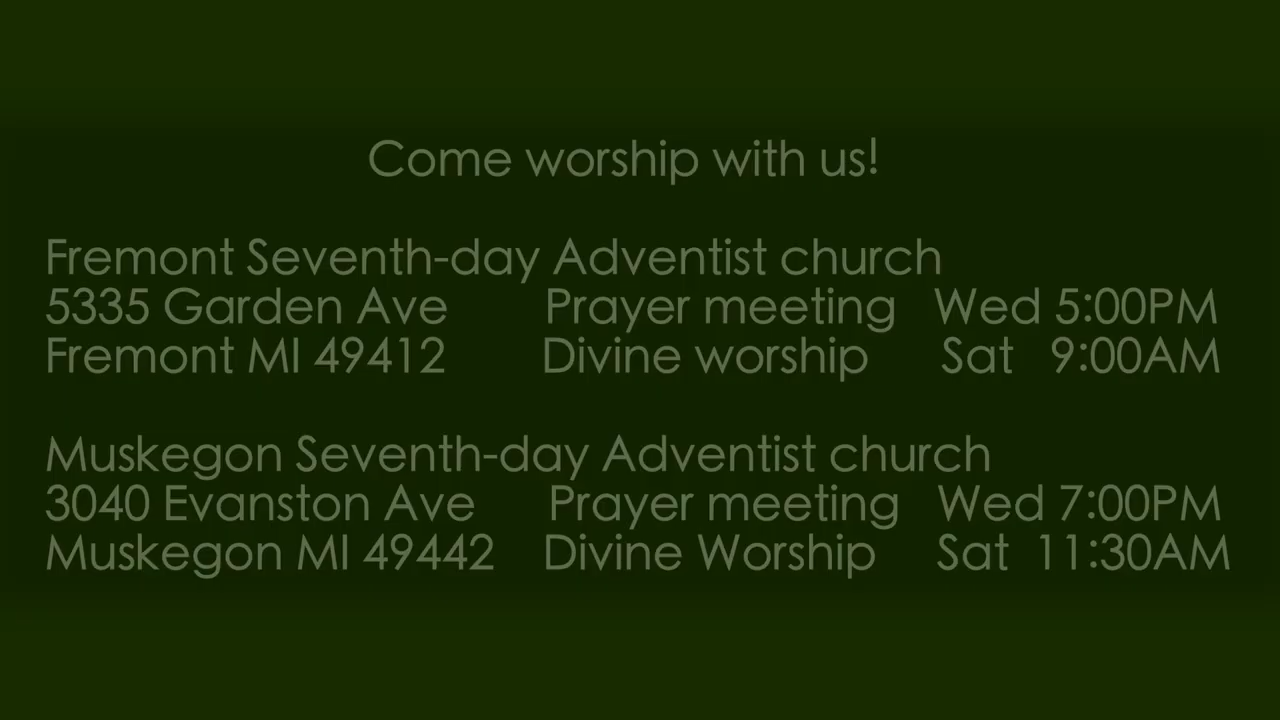 Come worship with us!
Fremont Seventh-day Adventist church
5335 Garden Ave Prayer meeting Wed 5:00PM
Fremont MI 49412 Divine worship Sat 9:00AM
Muskegon Seventh-day Adventist church
3040 Evanston Ave Prayer meeting Wed 7:00PM
Muskegon MI 49442 Divine Worship Sat 11:30AM